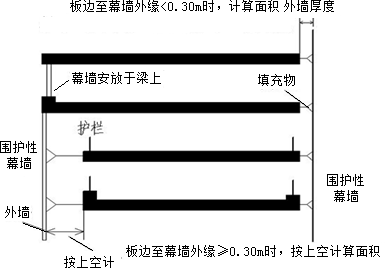 板边至幕墙外缘<0.30m时，计算面积 外墙厚度
幕墙安放于梁上
填充物
护栏
围护性
幕墙
围护性
幕墙
外墙
板边至幕墙外缘≥0.30m时，按上空计算面积
按上空计